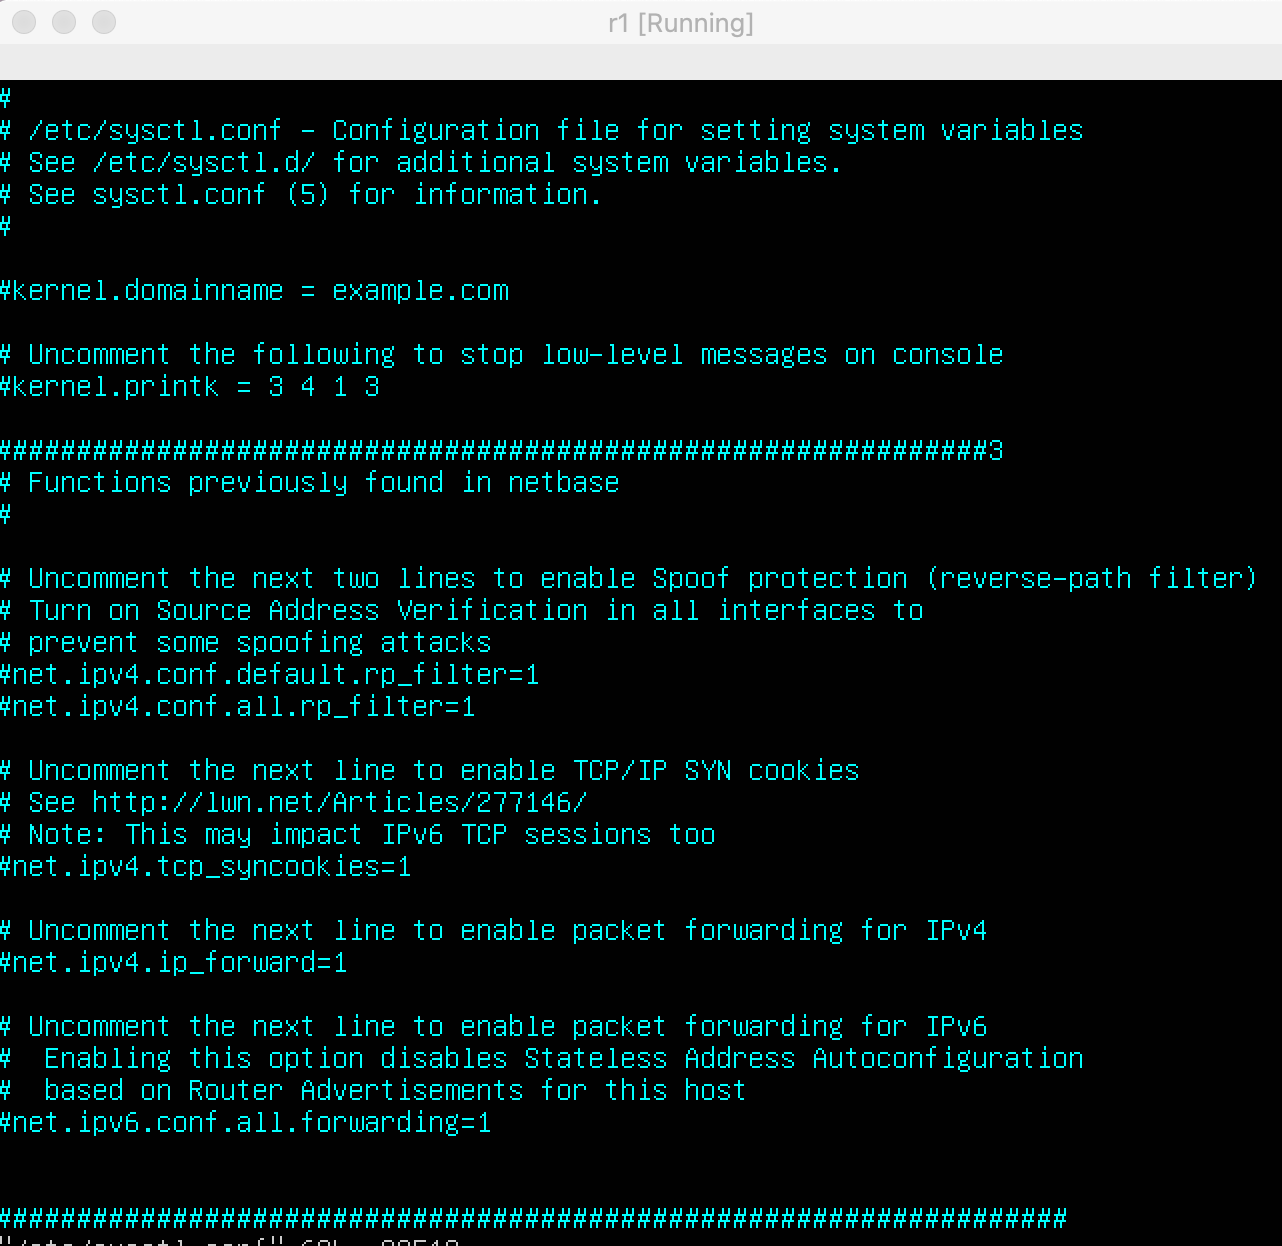 r1 [Running]
#
# /etc/sysctl.conf - Configuration file for setting system variables
# See /etc/sysctl.d/ for additional system variables.
# See sysctl.conf (5) for information.
#
#kernel.domainname = example.com
# Uncomment the following to stop low-level messages on console
#kernel.printk = 3 4 1 3
##############################################################3
# Functions previously found in netbase
#
# Uncomment the next two lines to enable Spoof protection (reverse-path filter)
# Turn on Source Address Verification in all interfaces to
# prevent some spoofing attacks
#net.ipv4.conf.default.rp_filter=1
#net.ipv4.conf.all.rp_filter=1
# Uncomment the next line to enable TCP/IP SYN cookies
# See http://lwn.net/Articles/277146/
# Note: This may impact IPv6 TCP sessions too
#net.ipv4.tcp_syncookies=1
# Uncomment the next line to enable packet forwarding for IPv4
#net.ipv4.ip_forward=1
# Uncomment the next line to enable packet forwarding for IPv6
#  Enabling this option disables Stateless Address Autoconfiguration
#  based on Router Advertisements for this host
#net.ipv6.conf.all.forwarding=1
###################################################################
"/etc/sysctl.conf"